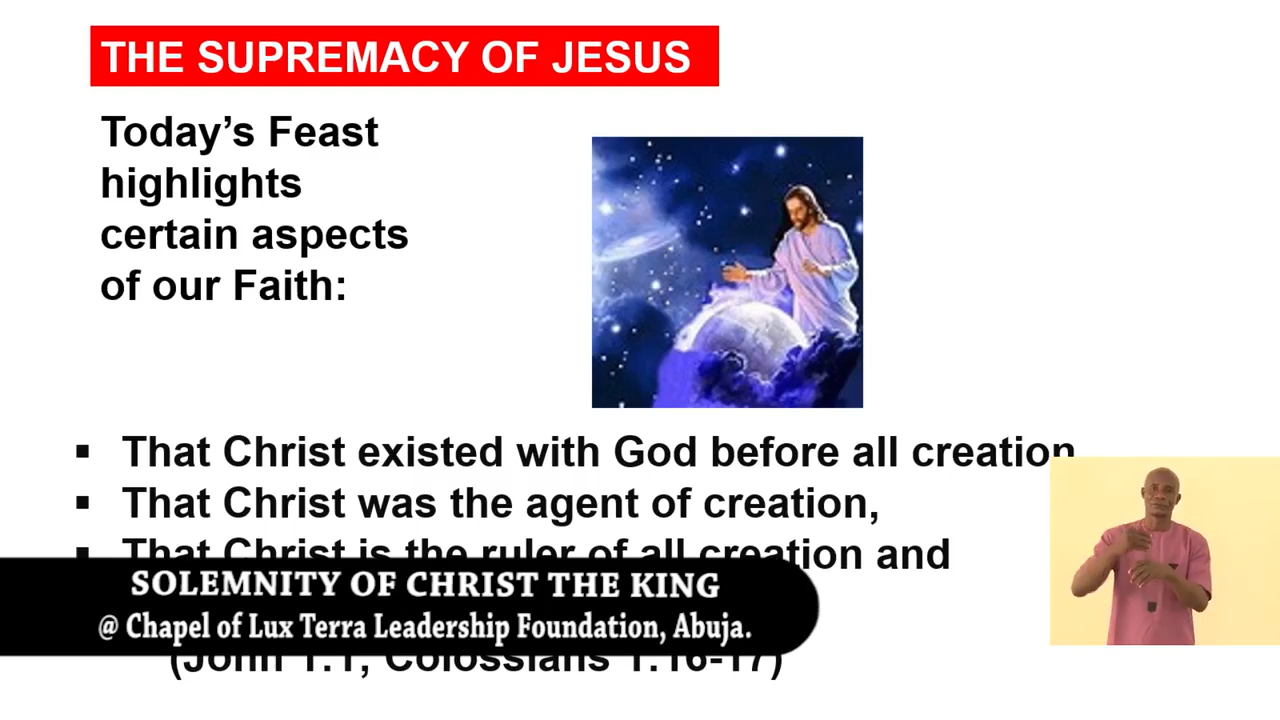 THE SUPREMACY OF JESUS
Today’s Feast
highlights
certain aspects
of our Faith:
▪ That Christ existed with God before all creation
▪ That Christ was the agent of creation,
▪ That Christ is the ruler of all creation and
SOLEMNITY OF CHRIST THE KING
@ Chapel of Lux Terra Leadership Foundation, Abuja.
(John 1:1, Colossians 1:16-17)